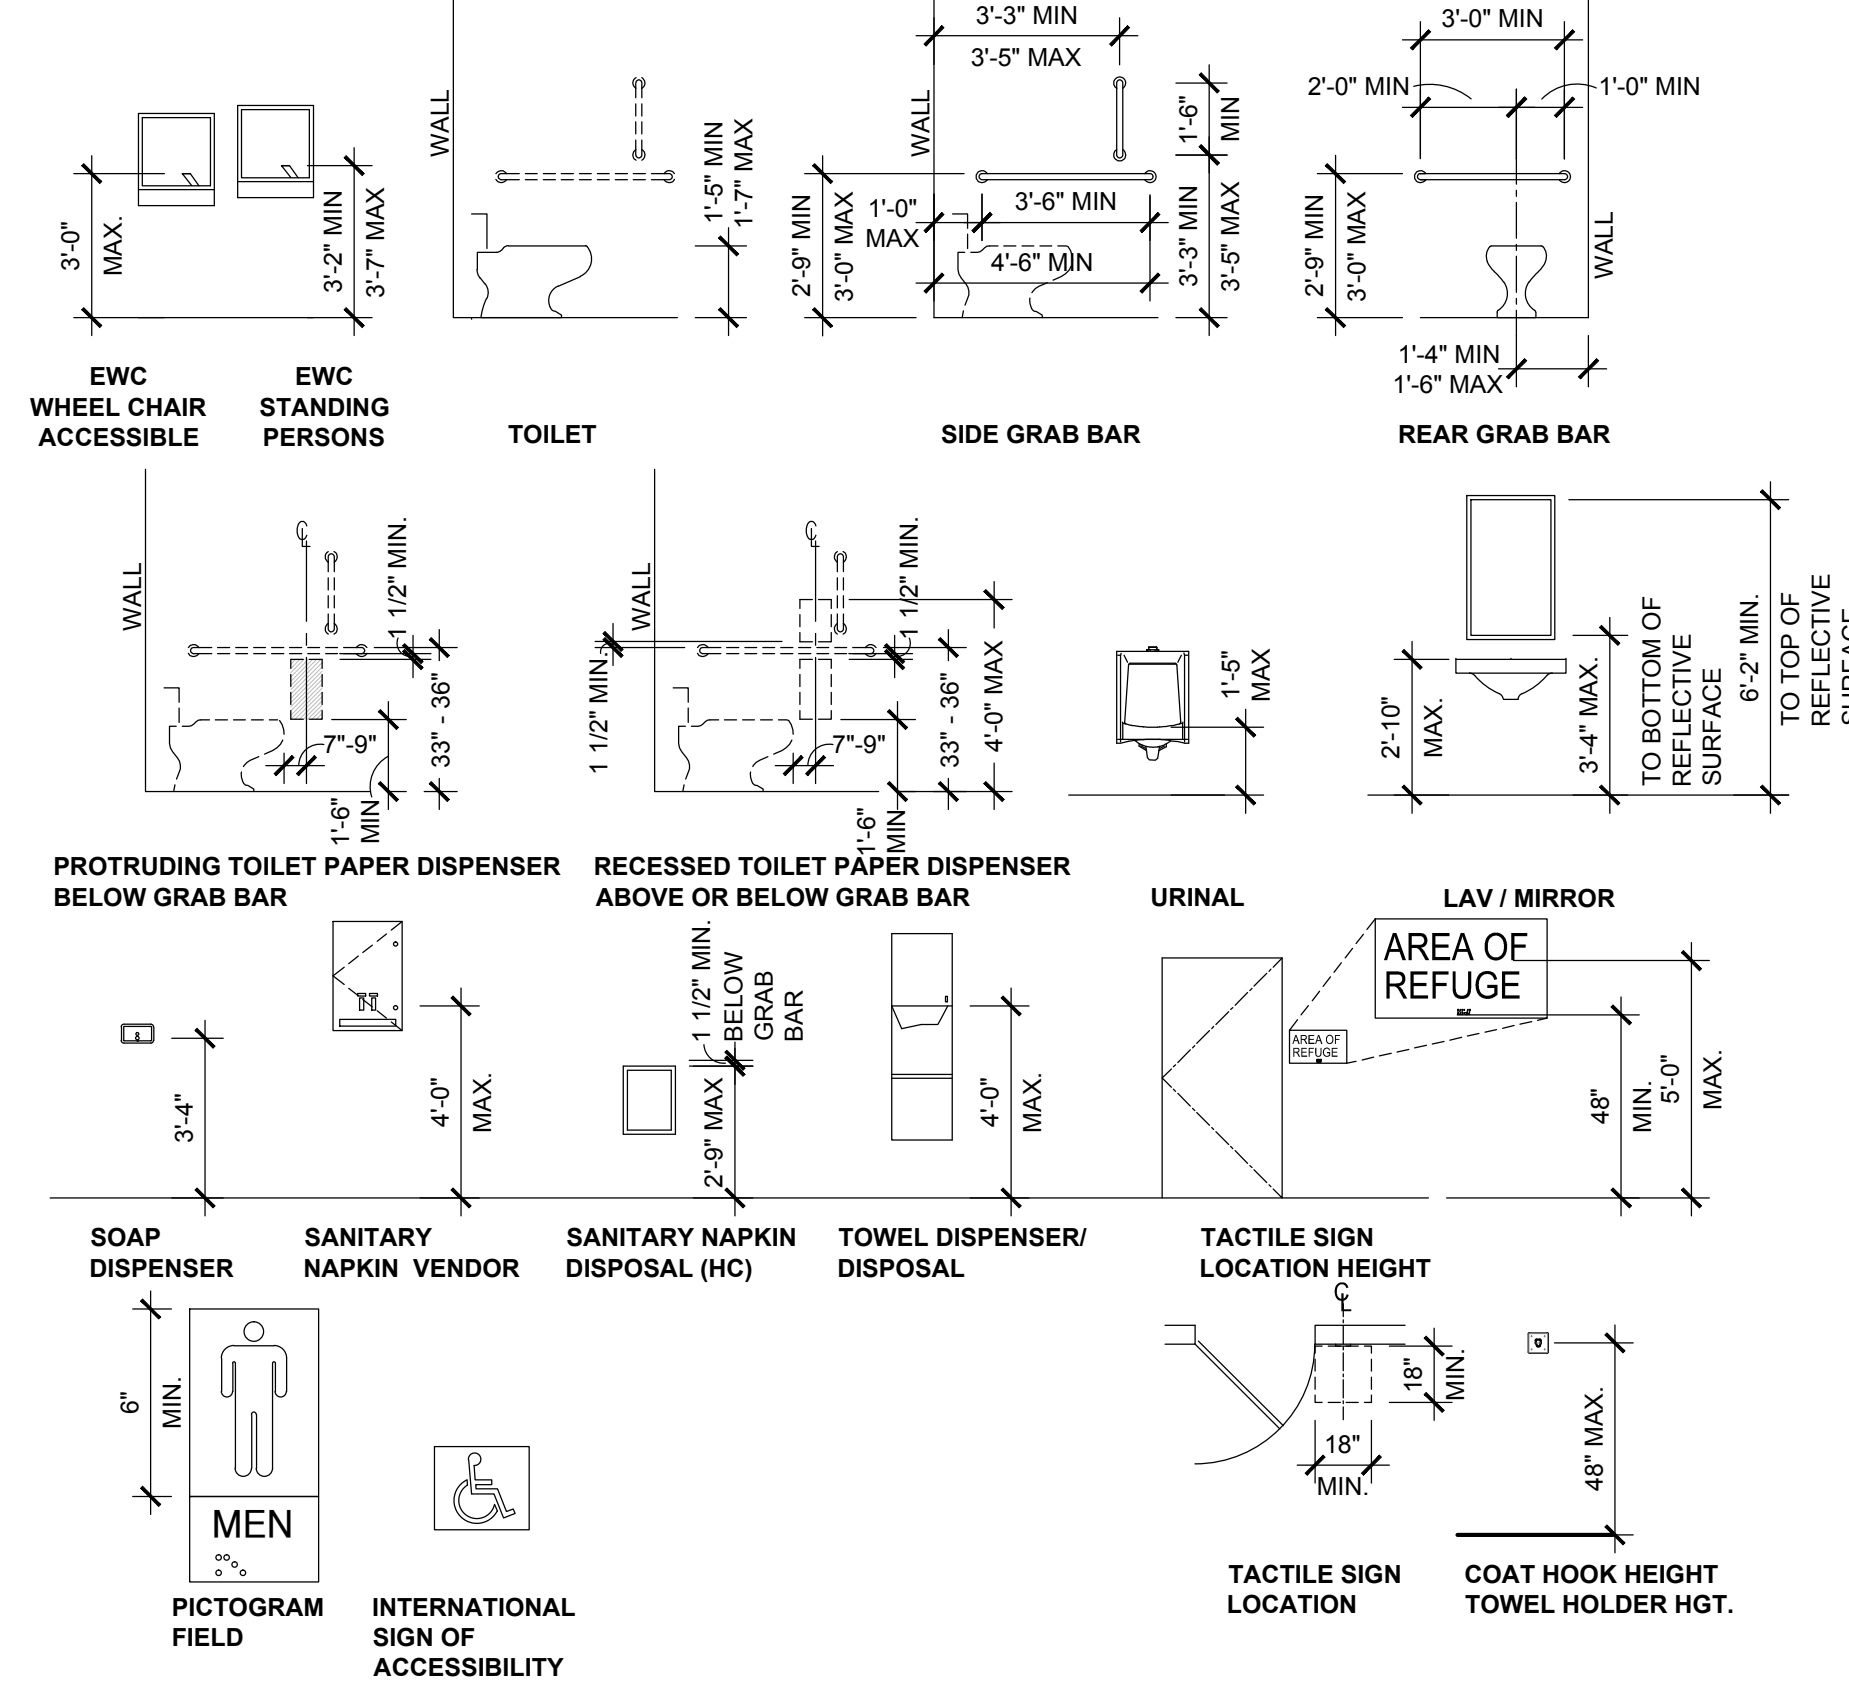 3'-3" MIN
3'-5" MAX
3'-0" MIN
2'-0" MIN
1'-0" MIN
WALL
WALL
1'-6"
MIN
3'-0"
MAX.
3'-2" MIN
3'-7" MAX
1'-5" MIN
1'-7" MAX
2'-9" MIN
3'-0" MAX
1'-0"
MAX
3'-6" MIN
4'-6" MIN
3'-3" MIN
3'-5" MAX
2'-9" MIN
3'-0" MAX
WALL
1'-4" MIN
1'-6" MAX
EWC
WHEEL CHAIR
ACCESSIBLE
EWC
STANDING
PERSONS
TOILET
SIDE GRAB BAR
REAR GRAB BAR
WALL
CL
1 1/2" MIN.
33" - 36"
7"-9"
1'-6"
MIN
WALL
CL
1 1/2" MIN.
1 1/2" MIN.
33" - 36"
4'-0" MAX
7"-9"
1'-6"
MIN
1'-5"
MAX
2'-10"
MAX.
3'-4" MAX.
TO BOTTOM OF
REFLECTIVE
SURFACE
6'-2" MIN.
TO TOP OF
REFLECTIVE
SURFACE
PROTRUDING TOILET PAPER DISPENSER
BELOW GRAB BAR
RECESSED TOILET PAPER DISPENSER
ABOVE OR BELOW GRAB BAR
URINAL
LAV / MIRROR
3'-4"
4'-0"
MAX.
1 1/2" MIN.
BELOW
GRAB
BAR
2'-9" MAX
4'-0"
MAX.
AREA OF
REFUGE
AREA OF
REFUGE
48"
MIN.
5'-0"
MAX.
SOAP
DISPENSER
SANITARY
NAPKIN VENDOR
SANITARY NAPKIN
DISPOSAL (HC)
TOWEL DISPENSER/
DISPOSAL
TACTILE SIGN
LOCATION HEIGHT
6"
MIN.
MEN
CL
18"
MIN.
18"
MIN.
48" MAX.
PICTOGRAM
FIELD
INTERNATIONAL
SIGN OF
ACCESSIBILITY
TACTILE SIGN
LOCATION
COAT HOOK HEIGHT
TOWEL HOLDER HGT.